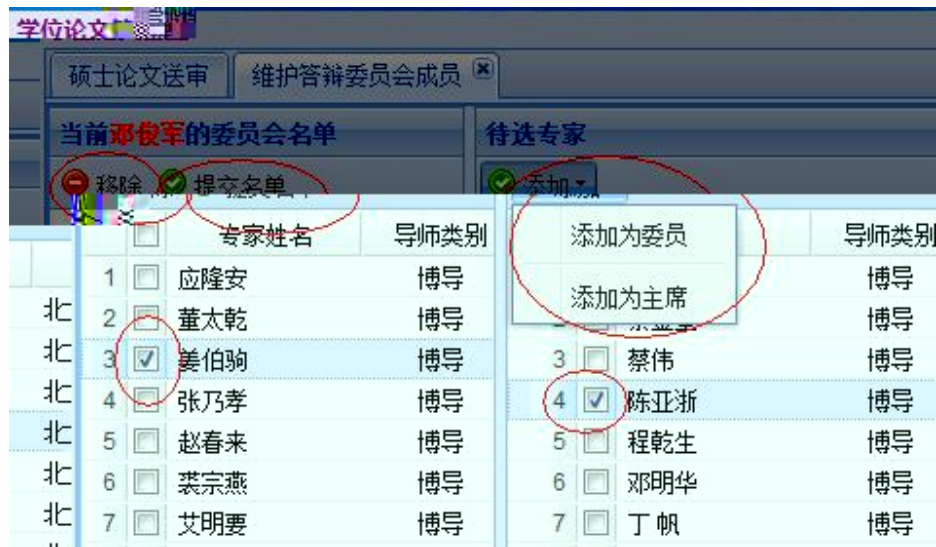 学位论文
硕士论文送审 维护答辩委员会成员
当前邓俊军的委员会名单 待选专家
移除 提交名单 添加
专家姓名 导师类别 添加为委员 导师类别
添加为主席
1 应隆安 博导
北 2 董太乾 博导 博导
北 3 姜伯驹 博导 3 蔡伟 博导
北 4 张乃孝 博导 4 陈亚浙 博导
北 5 赵春来 博导 5 程乾生 博导
北 6 裘宗燕 博导 6 邓明华 博导
北 7 艾明要 博导 7 丁帆 博导